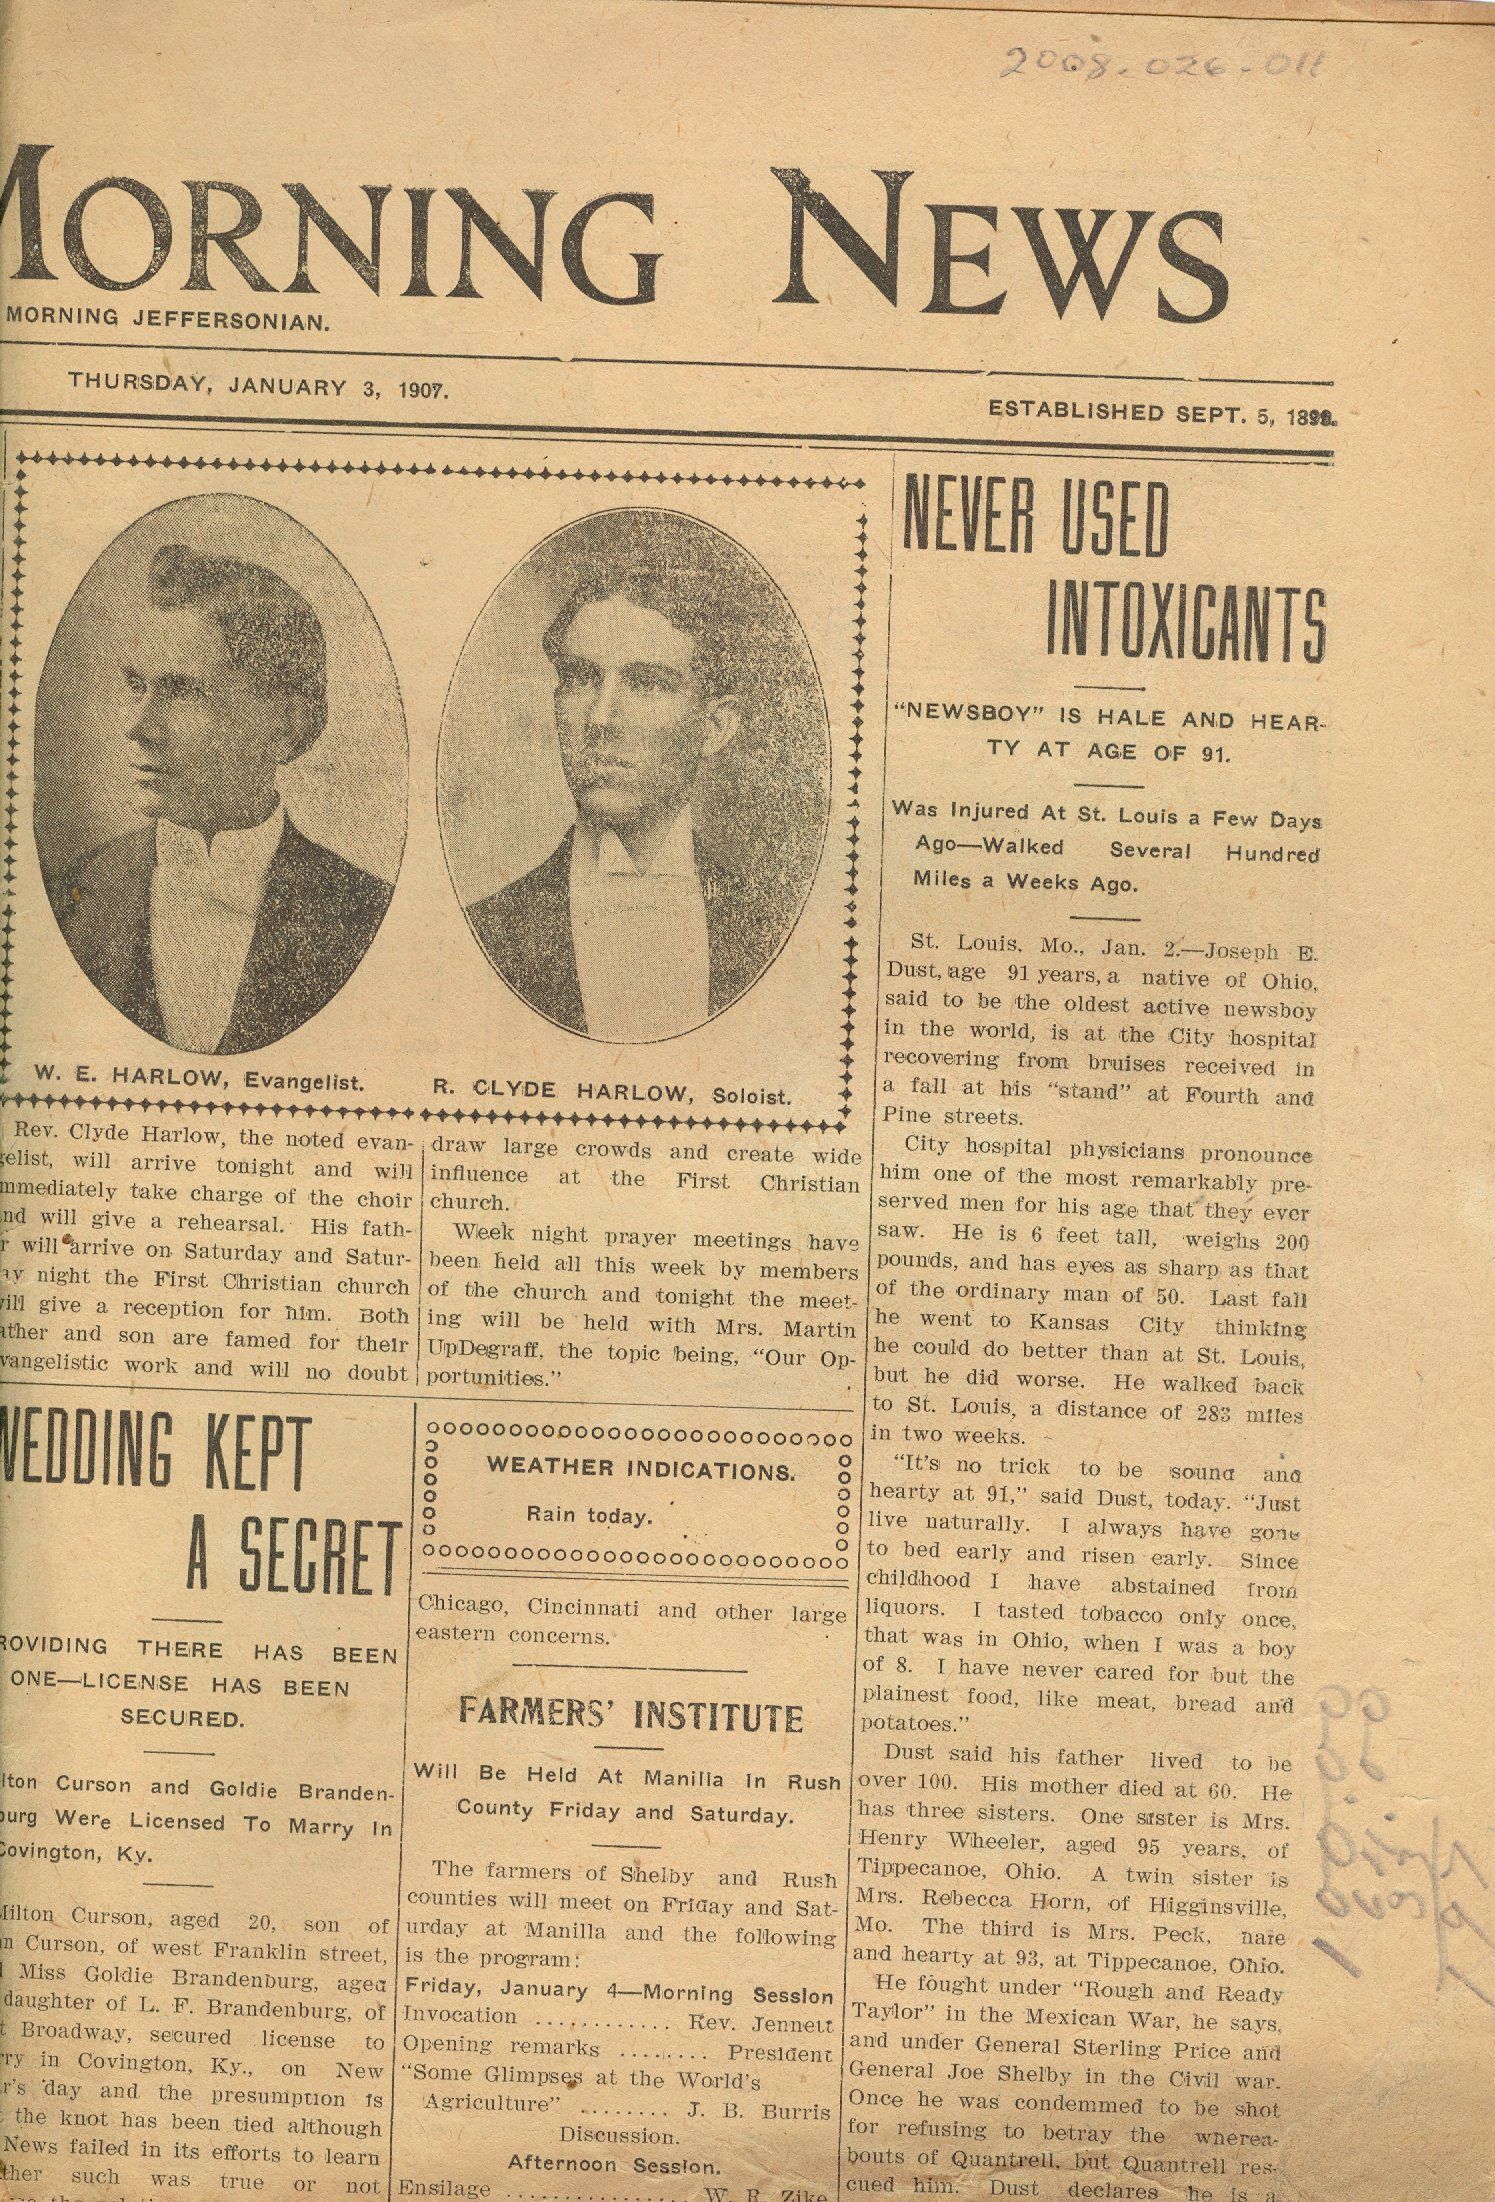 2008.026.011
MORNING NEWS
MORNING JEFFERSONIAN.
THURSDAY, JANUARY 3, 1907.
ESTABLISHED SEPT. 5,
W. E. HARLOW, Evangelist.
R. CLYDE HARLOW, Soloist.
Rev. Clyde Harlow, the noted evan-
gelist, will arrive tonight and will
mmediately take charge of the choir
nd will give a rehearsal. His fath-
r will arrive on Saturday and Satur-
ay night the First Christian church
will give a reception for him. Both
ather and son are famed for their
vangelistic work and will no doubt
draw large crowds and create wide
influence at the First Christian
church.
Week night prayer meetings have
been held all this week by members
of the church and tonight the meet-
ing will be held with Mrs. Martin
UpDegraff, the topic being, "Our Op-
portunities."
WEDDING KEPT
A SECRET
ROVIDING THERE HAS BEEN
ONE—LICENSE HAS BEEN
SECURED.
lton Curson and Goldie Branden-
burg Were Licensed To Marry In
Covington, Ky.
Milton Curson, aged 20, son of
n Curson, of west Franklin street,
Miss Goldie Brandenburg, aged
daughter of L. F. Brandenburg, of
t Broadway, secured license to
rry in Covington, Ky., on New
r's day and the presumption is
the knot has been tied although
News failed in its efforts to learn
ther such was true or not
WEATHER INDICATIONS.
Rain today.
Chicago, Cincinnati and other large
eastern concerns.
FARMERS' INSTITUTE
Will Be Held At Manilla In Rush
County Friday and Saturday.
The farmers of Shelby and Rush
counties will meet on Friday and Sat-
urday at Manilla and the following
is the program:
Friday, January 4—Morning Session
Invocation ............ Rev. Jennett
Opening remarks ........ President
"Some Glimpses at the World's
Agriculture" ........ J. B. Burris
Discussion.
Afternoon Session.
Ensilage ................ W. R. Zike
NEVER USED
INTOXICANTS
"NEWSBOY" IS HALE AND HEAR-
TY AT AGE OF 91.
Was Injured At St. Louis a Few Days
Ago—Walked Several Hundred
Miles a Weeks Ago.
St. Louis, Mo., Jan. 2.—Joseph E.
Dust, age 91 years, a native of Ohio,
said to be the oldest active newsboy
in the world, is at the City hospital
recovering from bruises received in
a fall at his "stand" at Fourth and
Pine streets.
City hospital physicians pronounce
him one of the most remarkably pre-
served men for his age that they ever
saw. He is 6 feet tall, weighs 200
pounds, and has eyes as sharp as that
of the ordinary man of 50. Last fall
he went to Kansas City thinking
he could do better than at St. Louis,
but he did worse. He walked back
to St. Louis, a distance of 283 miles
in two weeks.
"It's no trick to be sound and
hearty at 91," said Dust, today. "Just
live naturally. I always have gone
to bed early and risen early. Since
childhood I have abstained from
liquors. I tasted tobacco only once,
that was in Ohio, when I was a boy
of 8. I have never cared for but the
plainest food, like meat, bread and
potatoes."
Dust said his father lived to be
over 100. His mother died at 60. He
has three sisters. One sister is Mrs.
Henry Wheeler, aged 95 years, of
Tippecanoe, Ohio. A twin sister is
Mrs. Rebecca Horn, of Higginsville,
Mo. The third is Mrs. Peck, hale
and hearty at 93, at Tippecanoe, Ohio.
He fought under "Rough and Ready
Taylor" in the Mexican War, he says,
and under General Sterling Price and
General Joe Shelby in the Civil war.
Once he was condemned to be shot
for refusing to betray the wherea-
bouts of Quantrell, but Quantrell res-
cued him. Dust declares he is a